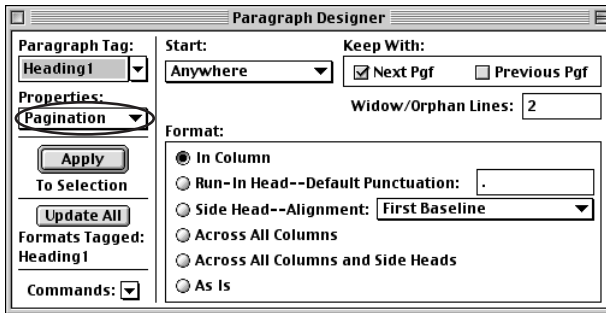 Paragraph Designer
Paragraph Tag:
Heading1
Properties:
Pagination
Apply
To Selection
Update All
Formats Tagged:
Heading1
Commands:
Start:
Anywhere
Keep With:
Next Pgf
Previous Pgf
Widow/Orphan Lines: 2
Format:
In Column
Run-In Head--Default Punctuation: .
Side Head--Alignment: First Baseline
Across All Columns
Across All Columns and Side Heads
As Is